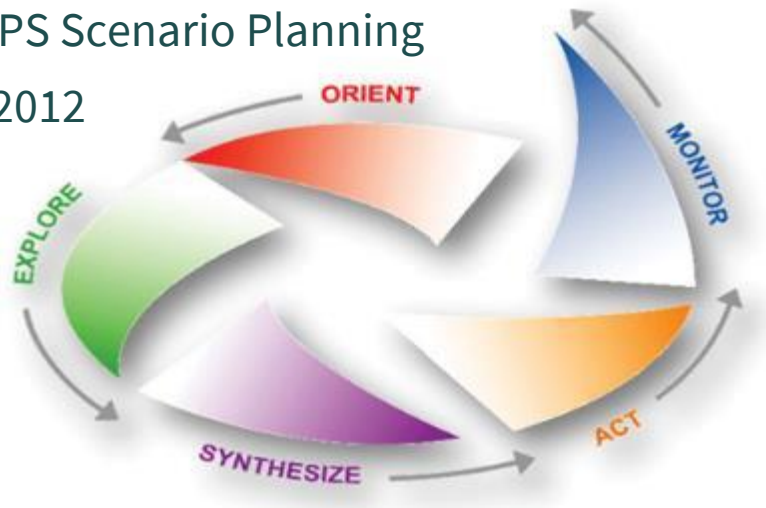 PS Scenario Planning
2012
ORIENT
EXPLORE
SYNTHESIZE
ACT
MONITOR